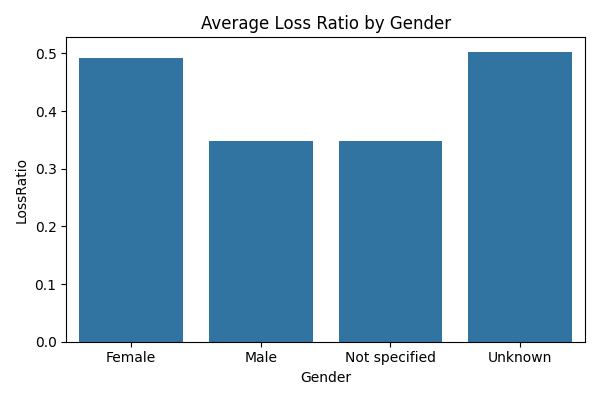 Average Loss Ratio by Gender
LossRatio
0.5
0.4
0.3
0.2
0.1
0.0
Female Male Not specified Unknown
Gender